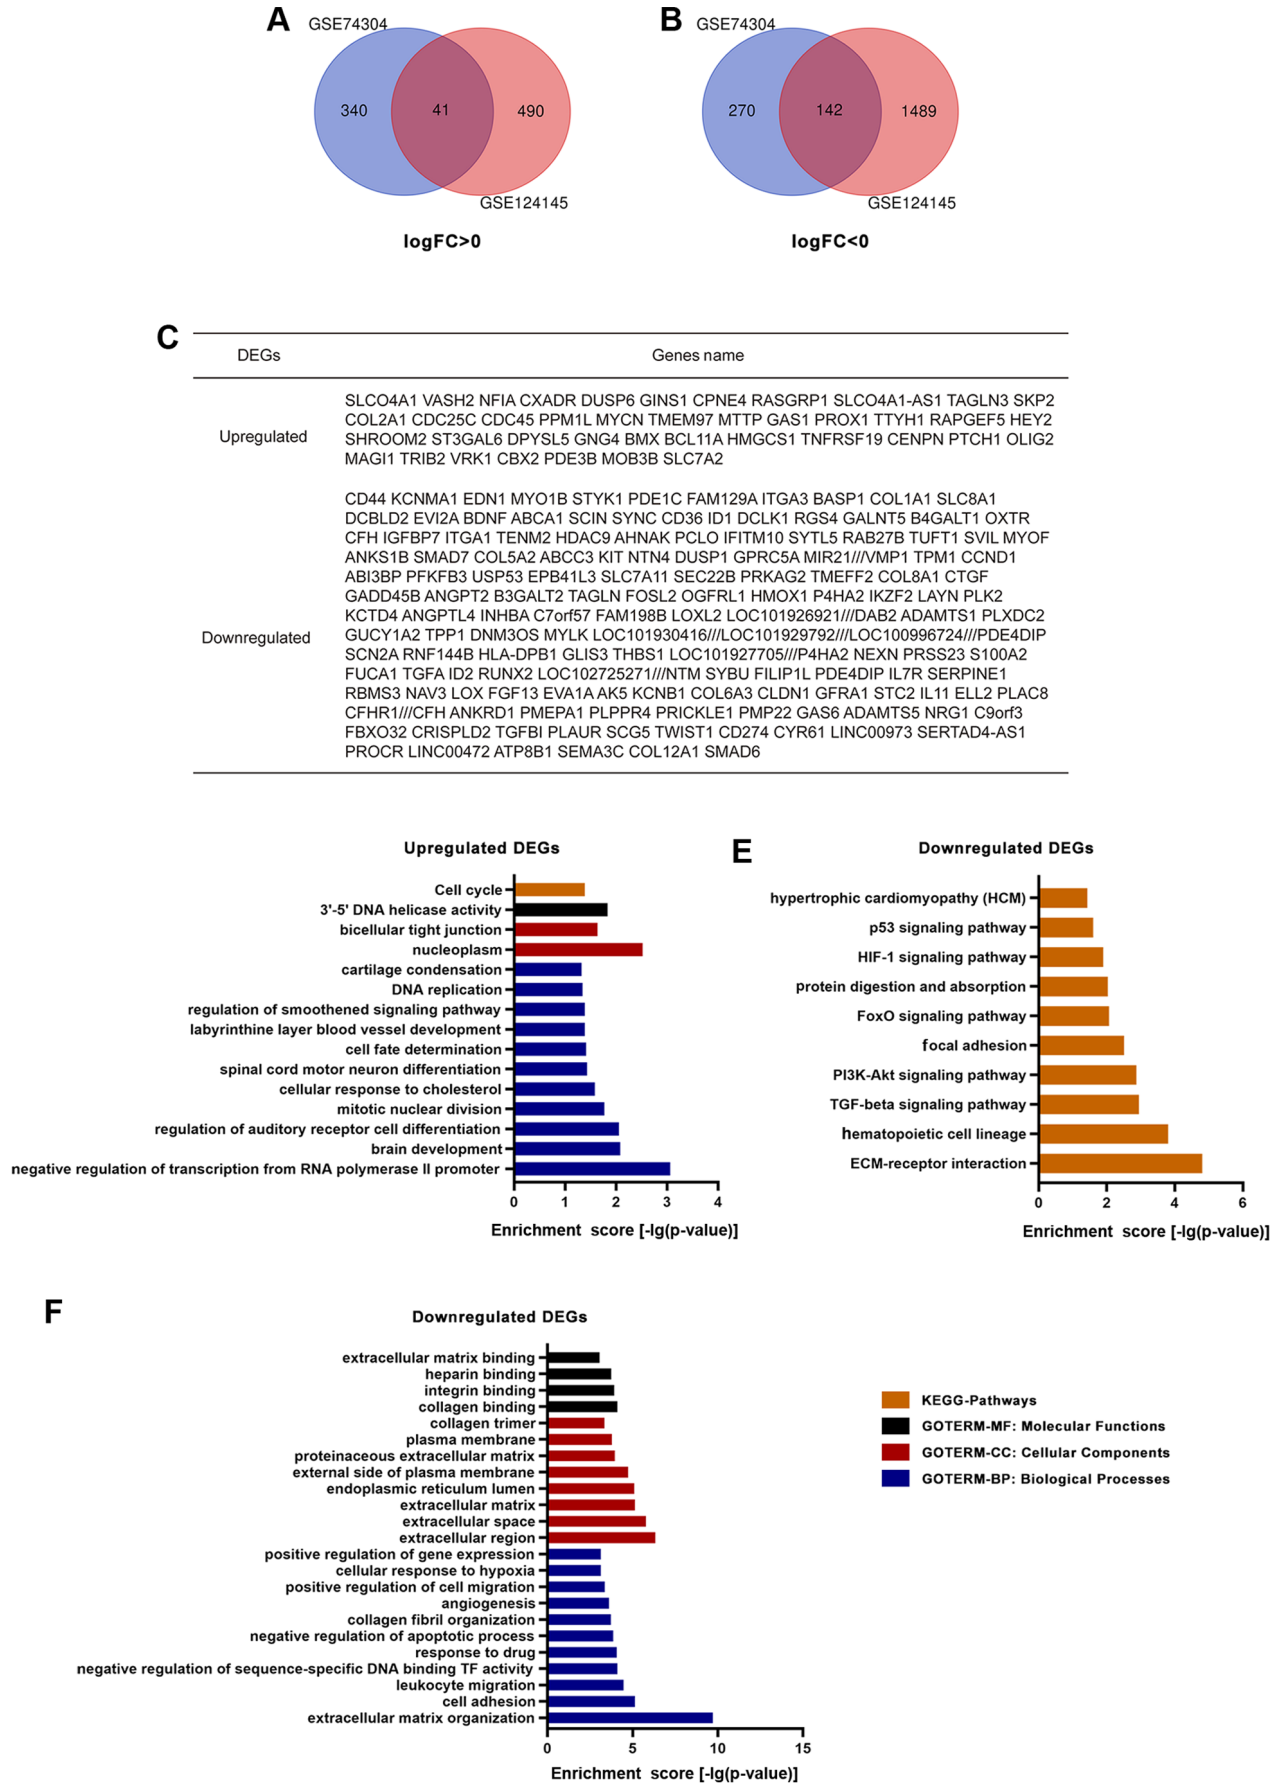 A
GSE74304
340
41
490
GSE124145
logFC>0
B
GSE74304
270
142
1489
GSE124145
logFC<0
C
DEGs
Genes name
Upregulated
SLCO4A1 VASH2 NFIA CXADR DUSP6 GINS1 CPNE4 RASGRP1 SLCO4A1-AS1 TAGLN3 SKP2
COL2A1 CDC25C CDC45 PPM1L MYCN TMEM97 MTTP GAS1 PROX1 TTYH1 RAPGEF5 HEY2
SHROOM2 ST3GAL6 DPYSL5 GNG4 BMX BCL11A HMGCS1 TNFRSF19 CENPN PTCH1 OLIG2
MAGI1 TRIB2 VRK1 CBX2 PDE3B MOB3B SLC7A2
Downregulated
CD44 KCNMA1 EDN1 MYO1B STYK1 PDE1C FAM129A ITGA3 BASP1 COL1A1 SLC8A1
DCBLD2 EVI2A BDNF ABCA1 SCIN SYNC CD36 ID1 DCLK1 RGS4 GALNT5 B4GALT1 OXTR
CFH IGFBP7 ITGA1 TENM2 HDAC9 AHNAK PCLO IFITM10 SYTL5 RAB27B TUFT1 SVIL MYOF
ANKS1B SMAD7 COL5A2 ABCC3 KIT NTN4 DUSP1 GPRC5A MIR21///VMP1 TPM1 CCND1
ABI3BP PFKFB3 USP53 EPB41L3 SLC7A11 SEC22B PRKAG2 TMEFF2 COL8A1 CTGF
GADD45B ANGPT2 B3GALT2 TAGLN FOSL2 OGFRL1 HMOX1 P4HA2 IKZF2 LAYN PLK2
KCTD4 ANGPTL4 INHBA C7orf57 FAM198B LOXL2 LOC101926921///DAB2 ADAMTS1 PLXDC2
GUCY1A2 TPP1 DNM3OS MYLK LOC101930416///LOC101929792///LOC100996724///PDE4DIP
SCN2A RNF144B HLA-DPB1 GLIS3 THBS1 LOC101927705///P4HA2 NEXN PRSS23 S100A2
FUCA1 TGFA ID2 RUNX2 LOC102725271///NTM SYBU FILIP1L PDE4DIP IL7R SERPINE1
RBMS3 NAV3 LOX FGF13 EVA1A AK5 KCNB1 COL6A3 CLDN1 GFRA1 STC2 IL11 ELL2 PLAC8
CFHR1///CFH ANKRD1 PMEPA1 PLPPR4 PRICKLE1 PMP22 GAS6 ADAMTS5 NRG1 C9orf3
FBXO32 CRISPLD2 TGFBI PLAUR SCG5 TWIST1 CD274 CYR61 LINC00973 SERTAD4-AS1
PROCR LINC00472 ATP8B1 SEMA3C COL12A1 SMAD6
Upregulated DEGs
Cell cycle
3'-5' DNA helicase activity
bicellular tight junction
nucleoplasm
cartilage condensation
DNA replication
regulation of smoothened signaling pathway
labyrinthine layer blood vessel development
cell fate determination
spinal cord motor neuron differentiation
cellular response to cholesterol
mitotic nuclear division
regulation of auditory receptor cell differentiation
brain development
negative regulation of transcription from RNA polymerase II promoter
0 1 2 3 4
Enrichment score [-lg(p-value)]
E
Downregulated DEGs
hypertrophic cardiomyopathy (HCM)
p53 signaling pathway
HIF-1 signaling pathway
protein digestion and absorption
FoxO signaling pathway
focal adhesion
PI3K-Akt signaling pathway
TGF-beta signaling pathway
hematopoietic cell lineage
ECM-receptor interaction
0 2 4 6
Enrichment score [-lg(p-value)]
F
Downregulated DEGs
extracellular matrix binding
heparin binding
integrin binding
collagen binding
collagen trimer
plasma membrane
proteinaceous extracellular matrix
external side of plasma membrane
endoplasmic reticulum lumen
extracellular matrix
extracellular space
extracellular region
positive regulation of gene expression
cellular response to hypoxia
positive regulation of cell migration
angiogenesis
collagen fibril organization
negative regulation of apoptotic process
response to drug
negative regulation of sequence-specific DNA binding TF activity
leukocyte migration
cell adhesion
extracellular matrix organization
0 5 10 15
Enrichment score [-lg(p-value)]
KEGG-Pathways
GOTERM-MF: Molecular Functions
GOTERM-CC: Cellular Components
GOTERM-BP: Biological Processes